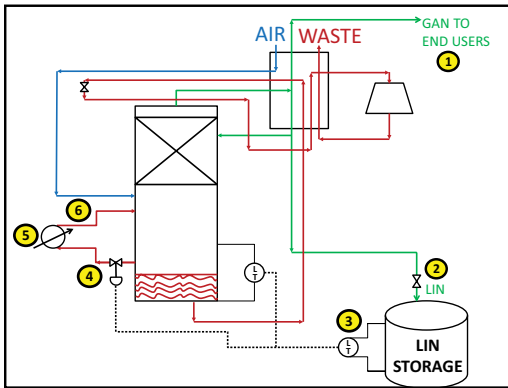 GAN TO
END USERS
1
AIR WASTE
6
5
4
L
T
2
LIN
3
L
T
LIN
STORAGE